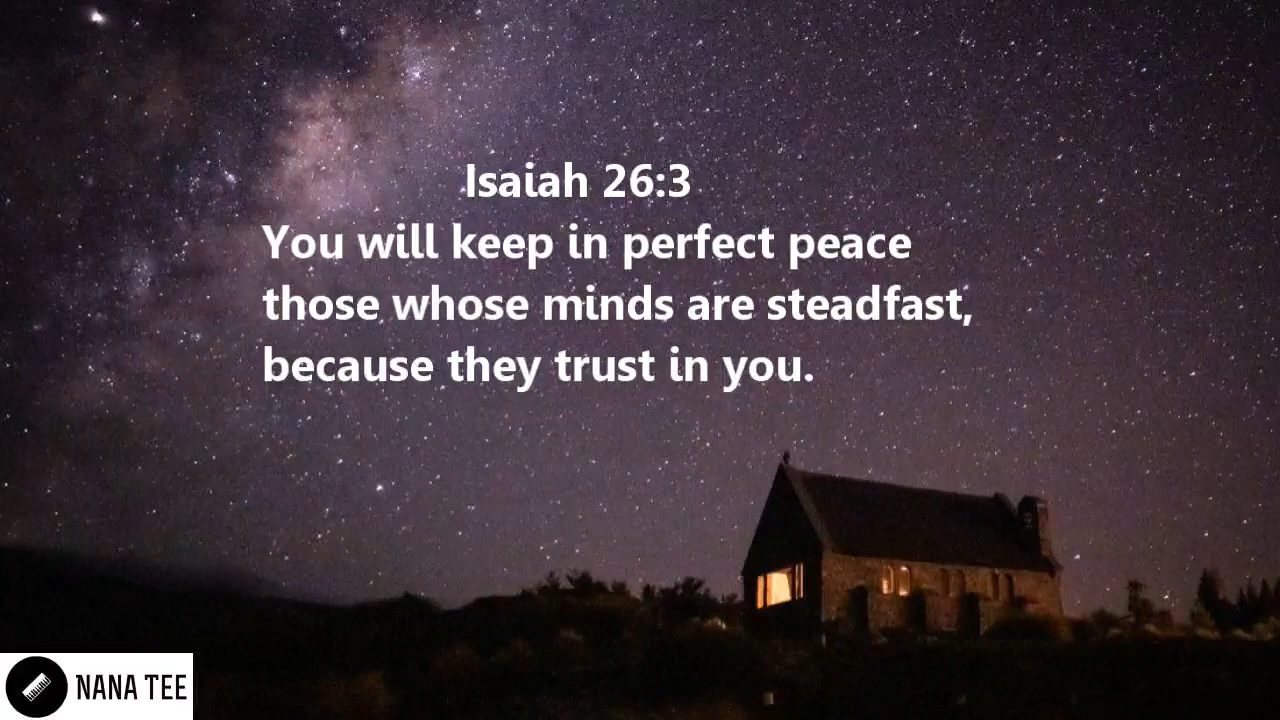 Isaiah 26:3
You will keep in perfect peace
those whose minds are steadfast,
because they trust in you.
NANA TEE